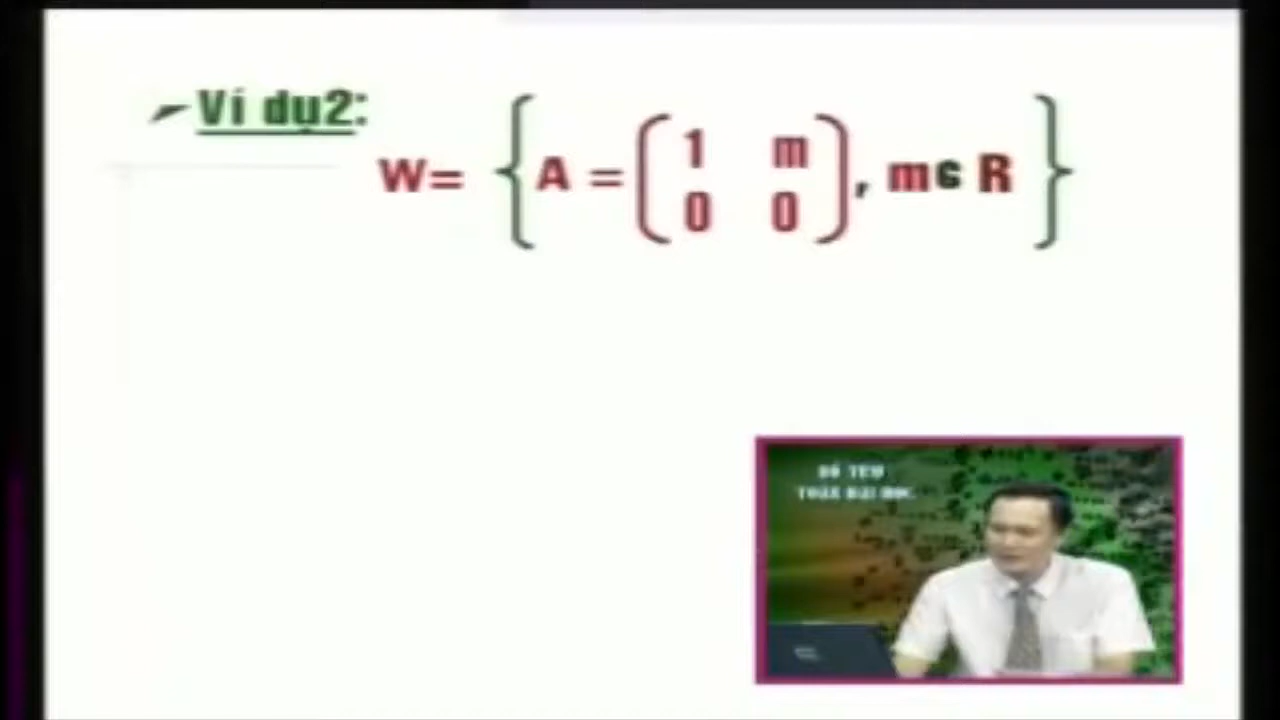 Ví dụ2:
W= { A = ( 1 m
0 0 ) , m∈ R }